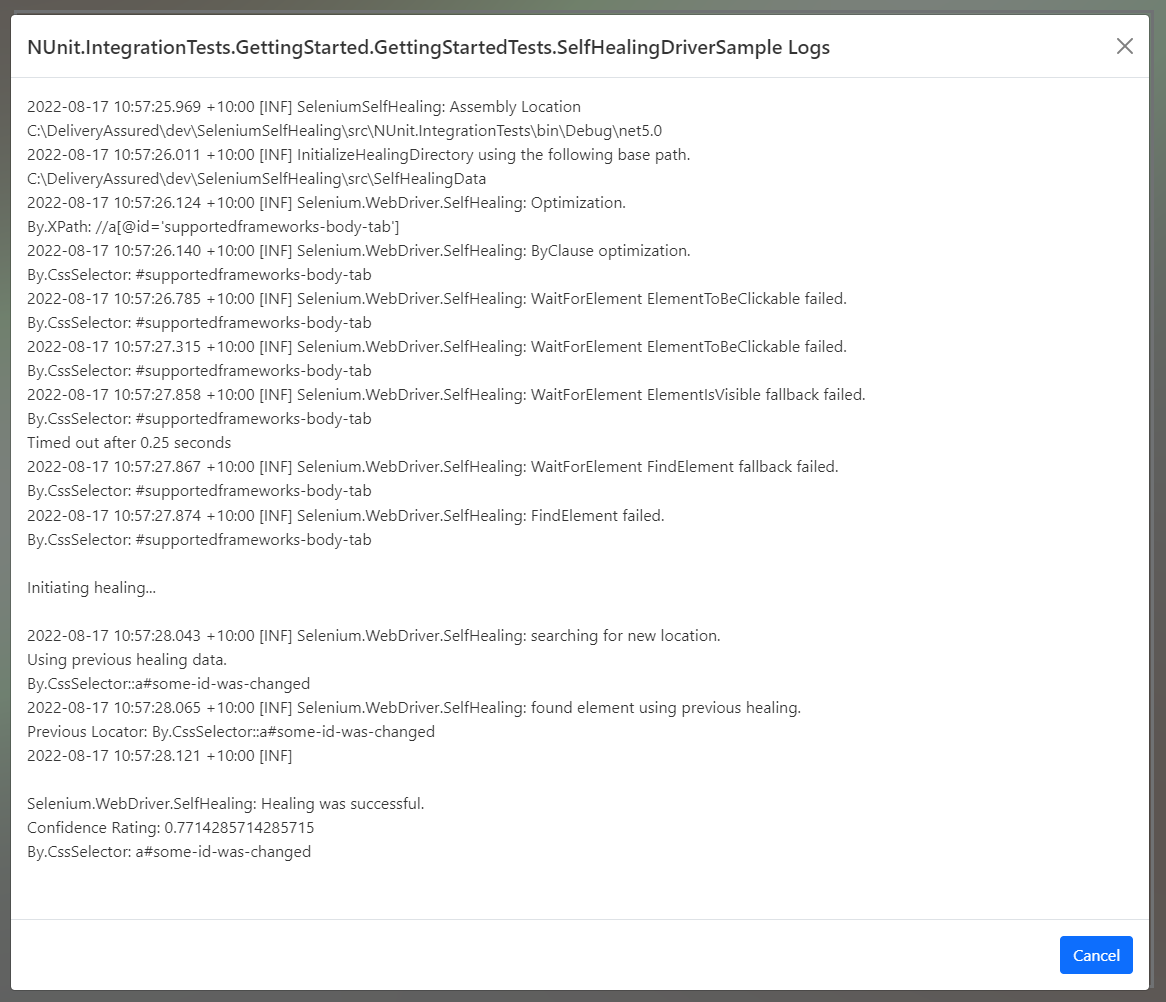 NUnit.IntegrationTests.GettingStarted.GettingStartedTests.SelfHealingDriverSample Logs
2022-08-17 10:57:25.969 +10:00 [INF] SeleniumSelfHealing: Assembly Location
C:\DeliveryAssured\dev\SeleniumSelfHealing\src\NUnit.IntegrationTests\bin\Debug\net5.0
2022-08-17 10:57:26.011 +10:00 [INF] InitializeHealingDirectory using the following base path.
C:\DeliveryAssured\dev\SeleniumSelfHealing\src\SelfHealingData
2022-08-17 10:57:26.124 +10:00 [INF] Selenium.WebDriver.SelfHealing: Optimization.
By.XPath: //a[@id='supportedframeworks-body-tab']
2022-08-17 10:57:26.140 +10:00 [INF] Selenium.WebDriver.SelfHealing: ByClause optimization.
By.CssSelector: #supportedframeworks-body-tab
2022-08-17 10:57:26.785 +10:00 [INF] Selenium.WebDriver.SelfHealing: WaitForElement ElementToBeClickable failed.
By.CssSelector: #supportedframeworks-body-tab
2022-08-17 10:57:27.315 +10:00 [INF] Selenium.WebDriver.SelfHealing: WaitForElement ElementToBeClickable failed.
By.CssSelector: #supportedframeworks-body-tab
2022-08-17 10:57:27.858 +10:00 [INF] Selenium.WebDriver.SelfHealing: WaitForElement ElementIsVisible fallback failed.
By.CssSelector: #supportedframeworks-body-tab
Timed out after 0.25 seconds
2022-08-17 10:57:27.867 +10:00 [INF] Selenium.WebDriver.SelfHealing: WaitForElement FindElement fallback failed.
By.CssSelector: #supportedframeworks-body-tab
2022-08-17 10:57:27.874 +10:00 [INF] Selenium.WebDriver.SelfHealing: FindElement failed.
By.CssSelector: #supportedframeworks-body-tab
Initiating healing...
2022-08-17 10:57:28.043 +10:00 [INF] Selenium.WebDriver.SelfHealing: searching for new location.
Using previous healing data.
By.CssSelector::a#some-id-was-changed
2022-08-17 10:57:28.065 +10:00 [INF] Selenium.WebDriver.SelfHealing: found element using previous healing.
Previous Locator: By.CssSelector::a#some-id-was-changed
2022-08-17 10:57:28.121 +10:00 [INF]
Selenium.WebDriver.SelfHealing: Healing was successful.
Confidence Rating: 0.7714285714285715
By.CssSelector: a#some-id-was-changed
Cancel